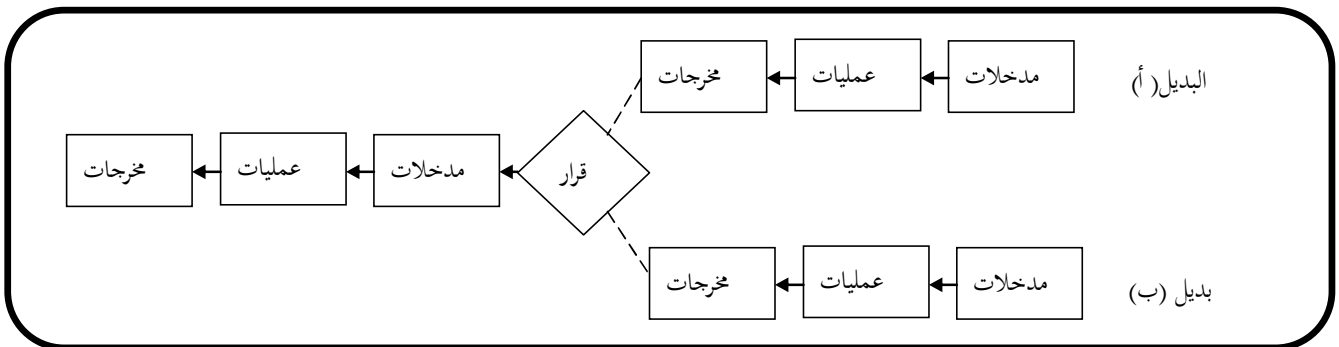 البديل( أ)
مدخلات
عمليات
مخرجات
قرار
مدخلات
عمليات
مخرجات
بديل (ب)
مدخلات
عمليات
مخرجات